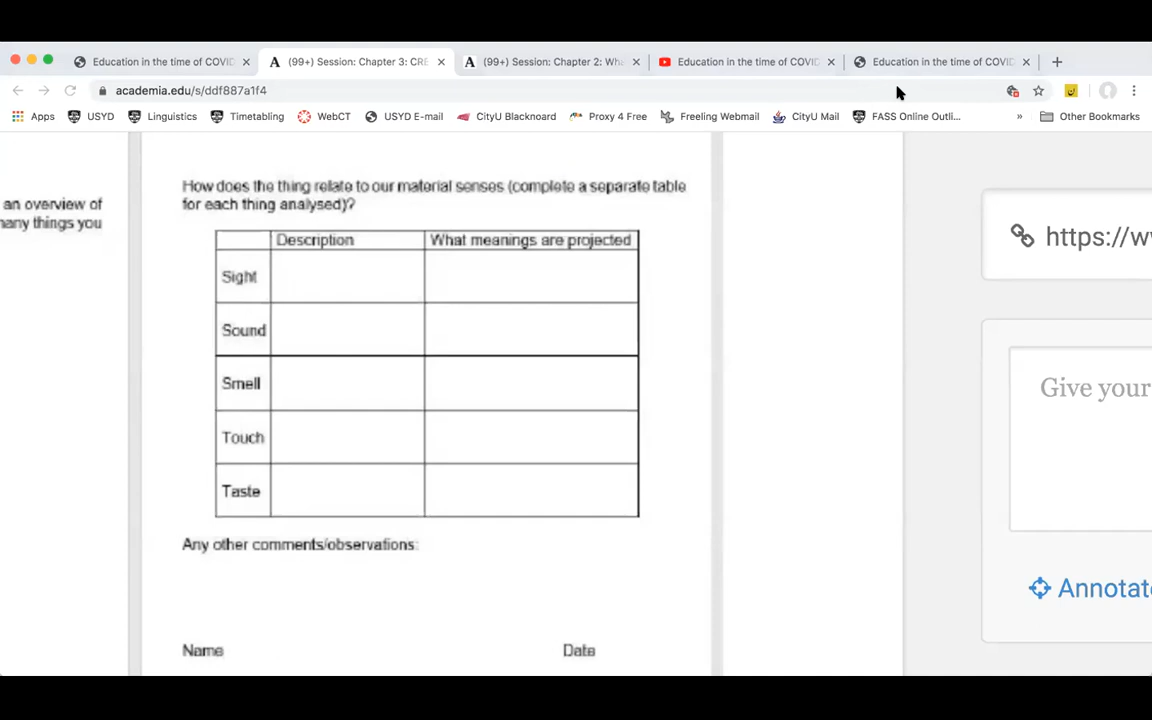 Education in the time of COVID
(99+) Session: Chapter 3: CRE
(99+) Session: Chapter 2: Wha
Education in the time of COVID
Education in the time of COVID
academia.edu/s/ddf887a1f4
Apps
USYD
Linguistics
Timetabling
WebCT
USYD E-mail
CityU Blacknoard
Proxy 4 Free
Freeling Webmail
CityU Mail
FASS Online Outli...
»
Other Bookmarks
an overview of
many things you
How does the thing relate to our material senses (complete a separate table
for each thing analysed)?
Description What meanings are projected
Sight
Sound
Smell
Touch
Taste
Any other comments/observations:
Name Date
https://w
Give your
Annotate